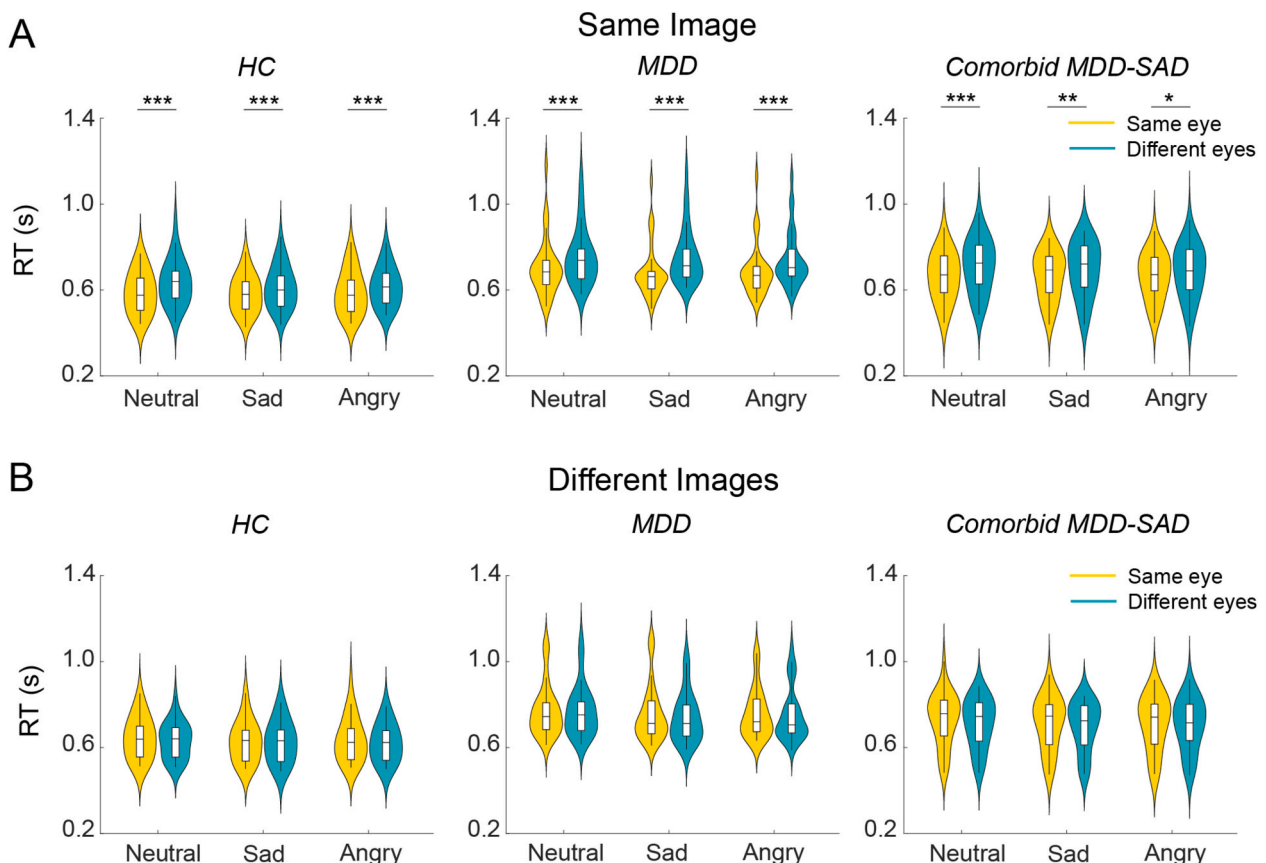 A
Same Image
HC
MDD
Comorbid MDD-SAD
*** *** ***
*** *** ***
*** ** *
Same eye
Different eyes
RT (s)
1.4
1.0
0.6
0.2
Neutral Sad Angry
1.4
1.0
0.6
0.2
Neutral Sad Angry
1.4
1.0
0.6
0.2
Neutral Sad Angry
B
Different Images
HC
MDD
Comorbid MDD-SAD
Same eye
Different eyes
RT (s)
1.4
1.0
0.6
0.2
Neutral Sad Angry
1.4
1.0
0.6
0.2
Neutral Sad Angry
1.4
1.0
0.6
0.2
Neutral Sad Angry